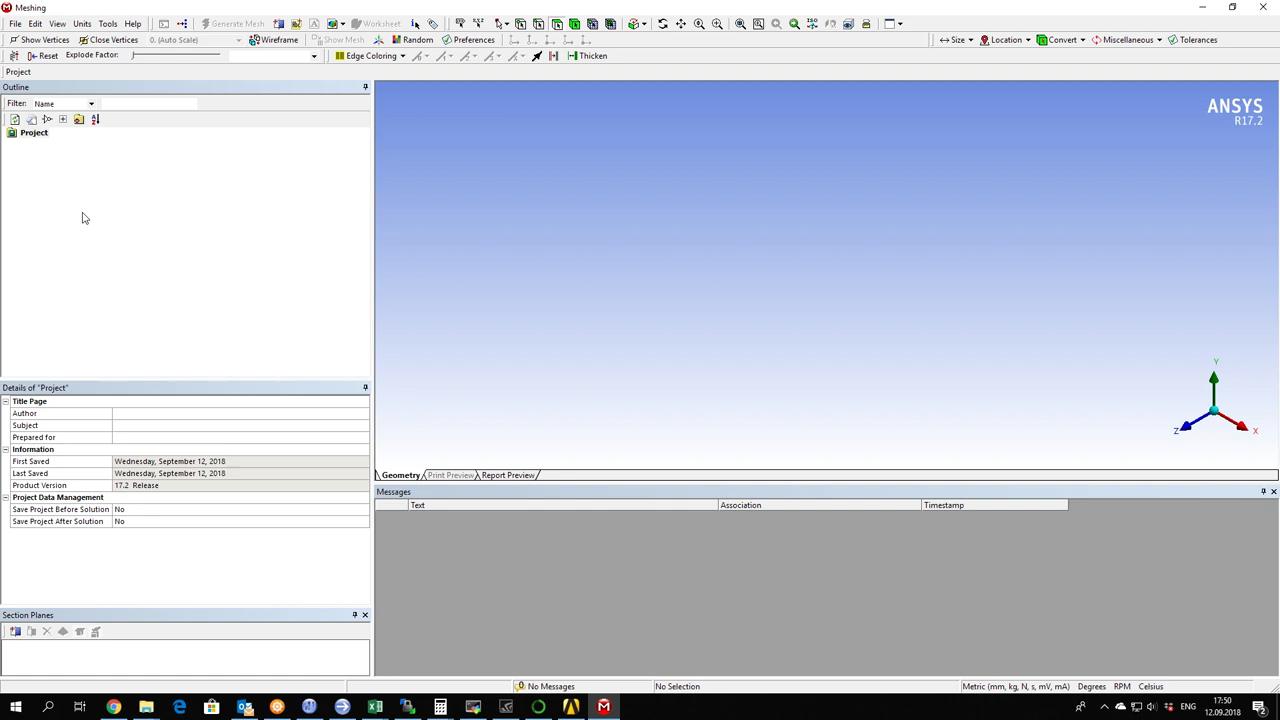 Meshing
File Edit View Units Tools Help Generate Mesh Worksheet
Show Vertices Close Vertices 0. (Auto Scale) Wireframe Show Mesh Random Preferences Size Location Convert Miscellaneous Tolerances
Reset Explode Factor: Edge Coloring Thicken
Project
Outline
Filter: Name
Project
ANSYS
R17.2
Y
Z
X
Details of "Project"
Title Page
Author
Subject
Prepared for
Information
First Saved Wednesday, September 12, 2018
Last Saved Wednesday, September 12, 2018
Product Version 17.2 Release
Project Data Management
Save Project Before Solution No
Save Project After Solution No
Geometry Print Preview Report Preview
Messages
Text Association Timestamp
Section Planes
No Messages No Selection Metric (mm, kg, N, s, mV, mA) Degrees RPM Celsius
ENG
17:50
12.09.2018
2